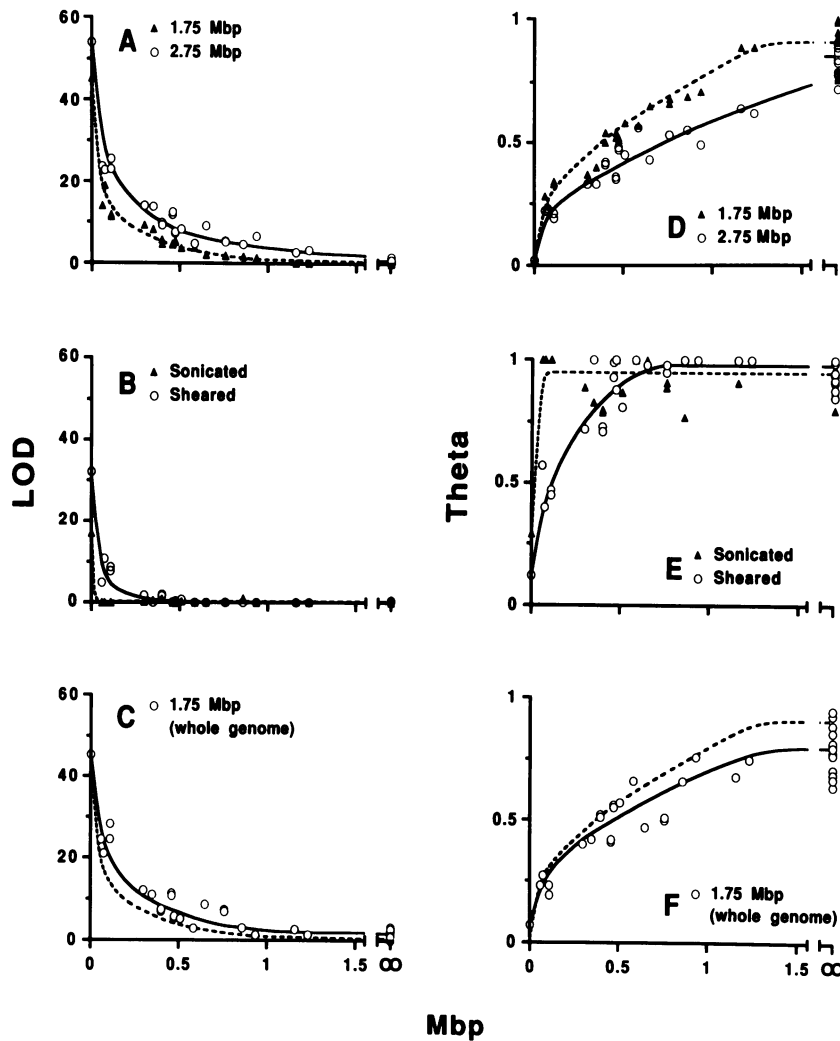 60
40
20
0
A
1.75 Mbp
2.75 Mbp
1
0.5
0
D
1.75 Mbp
2.75 Mbp
60
40
20
0
B
Sonicated
Sheared
LOD
1
0.5
0
E
Sonicated
Sheared
Theta
60
40
20
0
C
1.75 Mbp
(whole genome)
0 0.5 1 1.5 ∞
1
0.5
0
F
1.75 Mbp
(whole genome)
0 0.5 1 1.5 ∞
Mbp